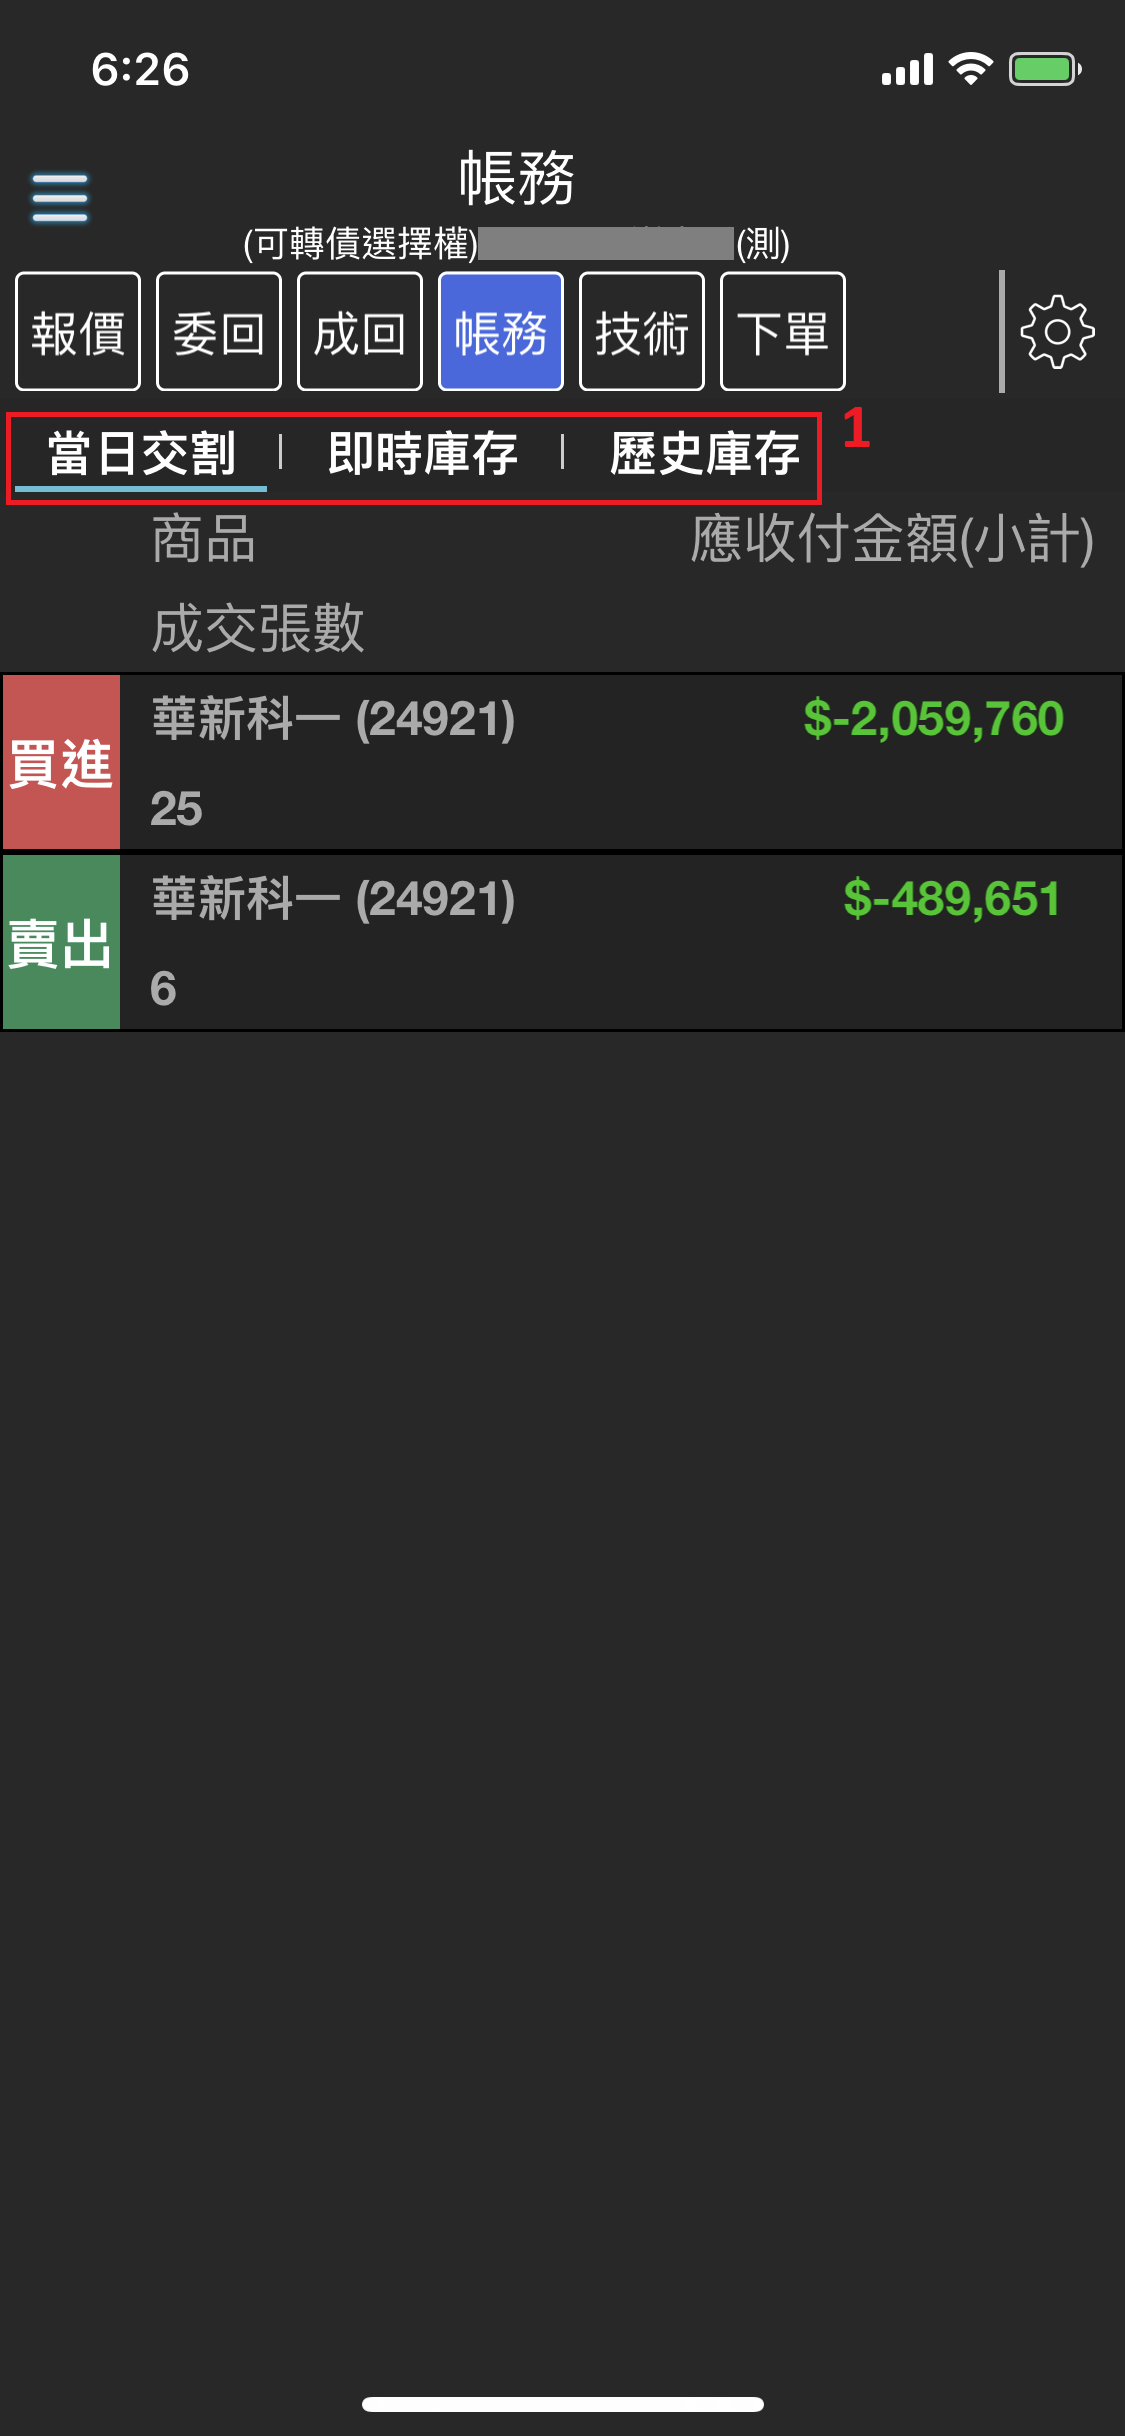 6:26
帳務
(可轉債選擇權) (測)
報價 委回 成回 帳務 技術 下單
當日交割 | 即時庫存 | 歷史庫存 1
商品 應收付金額(小計)
成交張數
買進 華新科一 (24921) $-2,059,760
25
賣出 華新科一 (24921) $-489,651
6